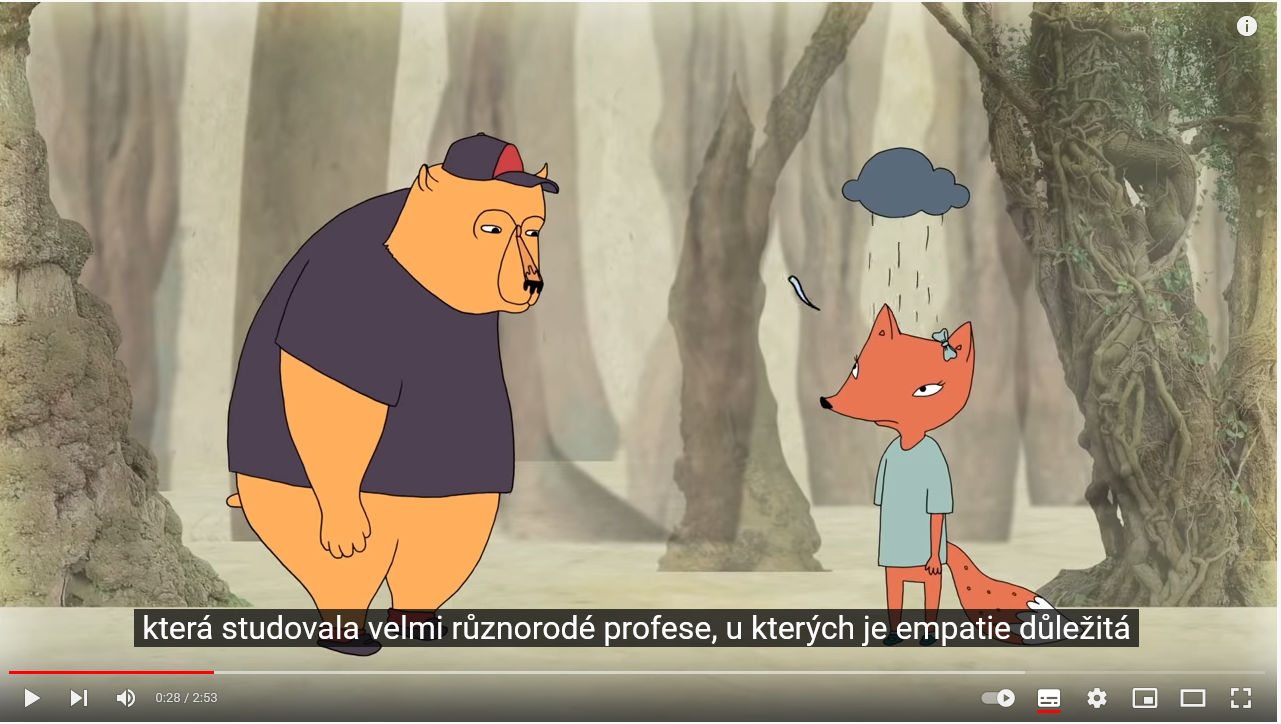 která studovala velmi různorodé profese, u kterých je empatie důležitá
0:28 / 2:53